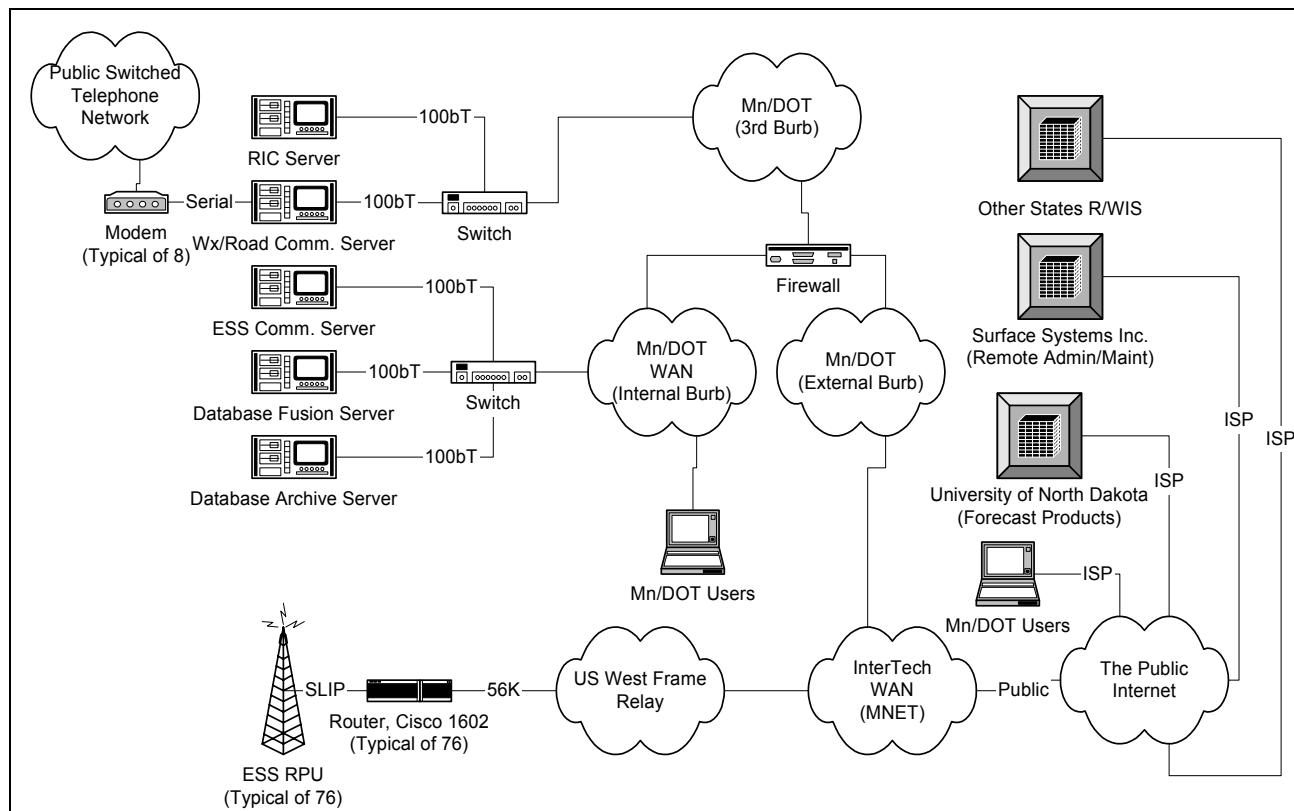 Public Switched
Telephone
Network
Modem
(Typical of 8)
Serial
RIC Server
100bT
Wx/Road Comm. Server
100bT
Switch
ESS Comm. Server
100bT
Database Fusion Server
100bT
Database Archive Server
100bT
Switch
Mn/DOT
(3rd Burb)
Firewall
Mn/DOT
WAN
(Internal Burb)
Mn/DOT
(External Burb)
Mn/DOT Users
Other States R/WIS
ISP
Surface Systems Inc.
(Remote Admin/Maint)
ISP
University of North Dakota
(Forecast Products)
ISP
Mn/DOT Users
ISP
ESS RPU
(Typical of 76)
SLIP
Router, Cisco 1602
(Typical of 76)
56K
US West Frame
Relay
InterTech
WAN
(MNET)
Public
The Public
Internet